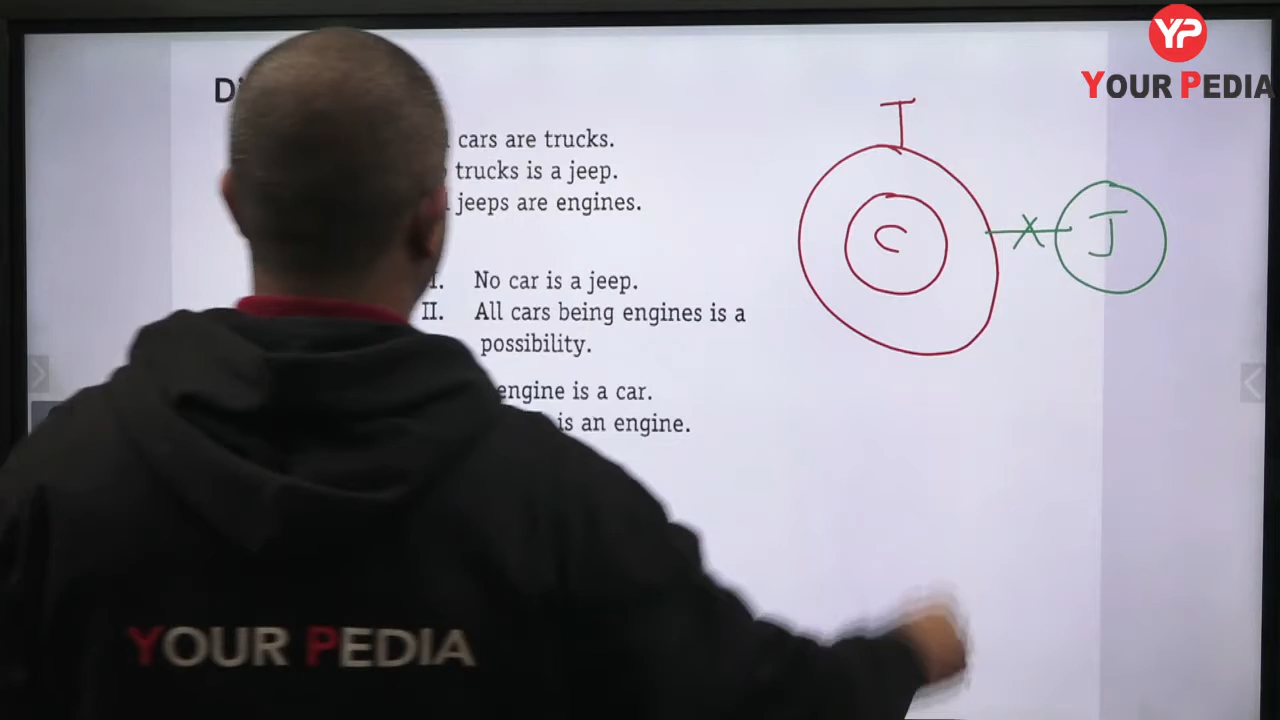 YP
YOUR PEDIA
T
cars are trucks.
trucks is a jeep.
jeeps are engines.
C
X
J
I. No car is a jeep.
II. All cars being engines is a
possibility.
engine is a car.
is an engine.
YOUR PEDIA